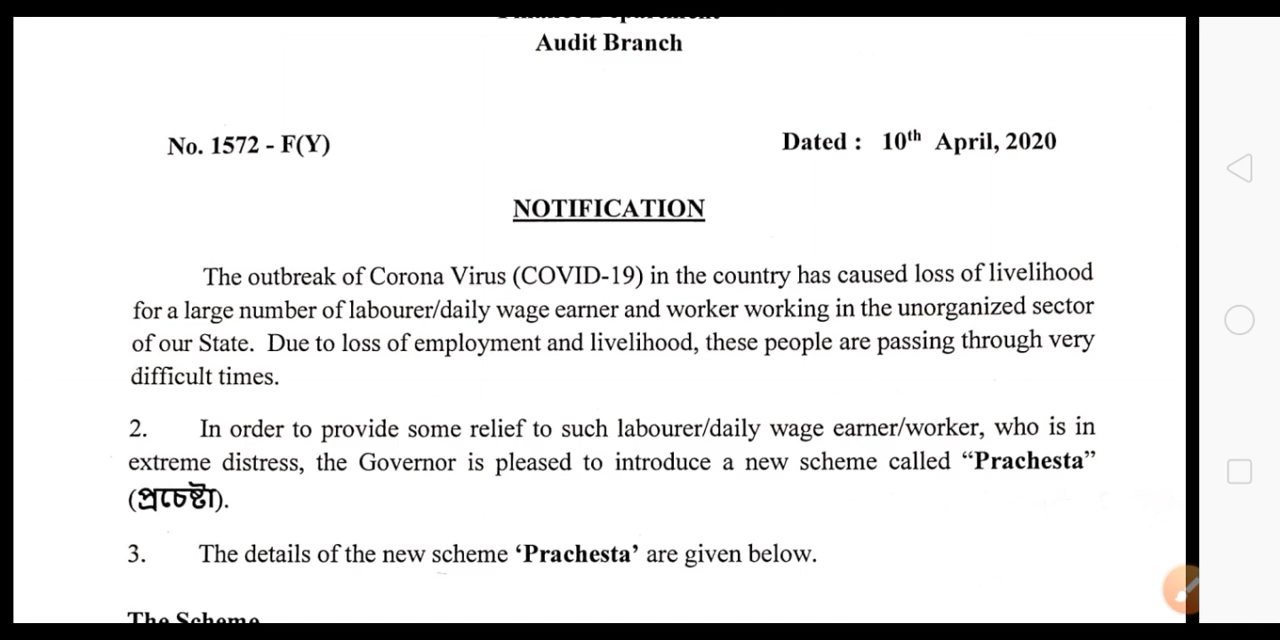 Audit Branch
No. 1572 - F(Y)
Dated : 10th April, 2020
NOTIFICATION
The outbreak of Corona Virus (COVID-19) in the country has caused loss of livelihood
for a large number of labourer/daily wage earner and worker working in the unorganized sector
of our State. Due to loss of employment and livelihood, these people are passing through very
difficult times.
2. In order to provide some relief to such labourer/daily wage earner/worker, who is in
extreme distress, the Governor is pleased to introduce a new scheme called “Prachesta”
(প্রচেষ্টা).
3. The details of the new scheme ‘Prachesta’ are given below.
The Scheme